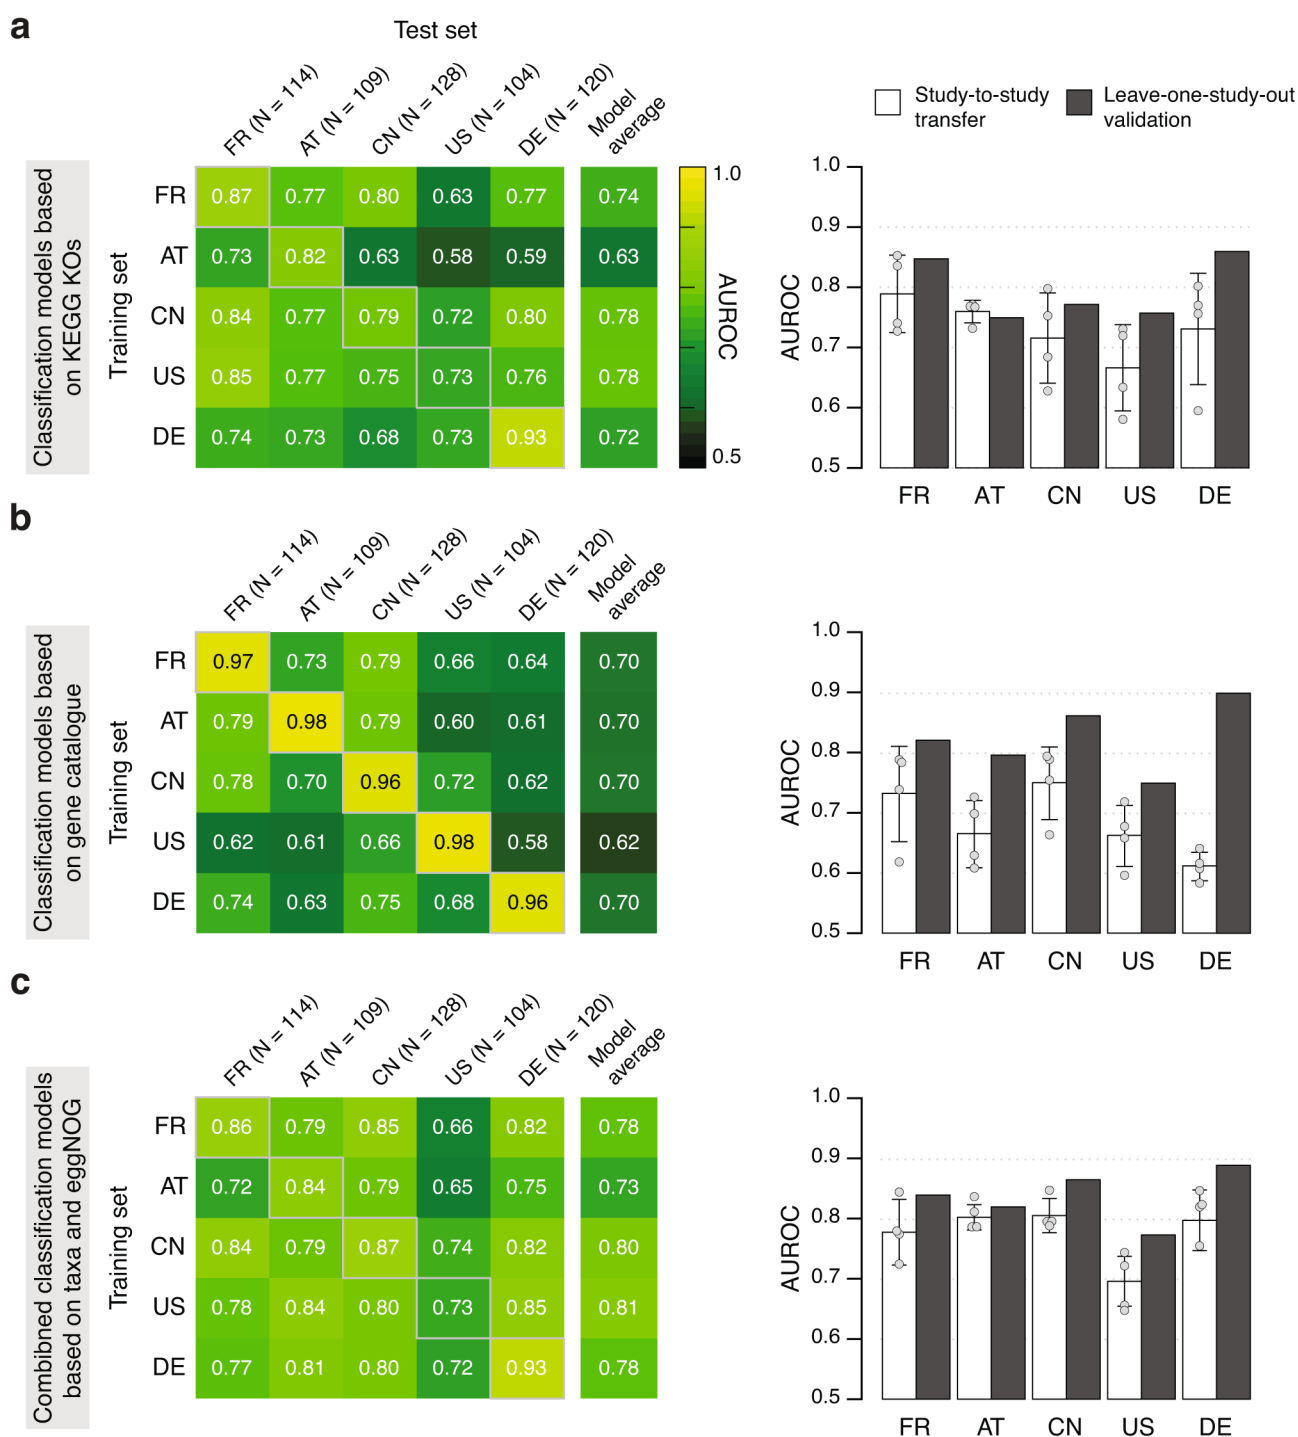 a
Test set
FR (N = 114)
AT (N = 109)
CN (N = 128)
US (N = 104)
DE (N = 120)
Model
average
Classification models based
on KEGG KOs
Training set
FR 0.87 0.77 0.80 0.63 0.77 0.74
AT 0.73 0.82 0.63 0.58 0.59 0.63
CN 0.84 0.77 0.79 0.72 0.80 0.78
US 0.85 0.77 0.75 0.73 0.76 0.78
DE 0.74 0.73 0.68 0.73 0.93 0.72
1.0
AUROC
0.5
Study-to-study
transfer
Leave-one-study-out
validation
AUROC
1.0
0.9
0.8
0.7
0.6
0.5
FR AT CN US DE
b
FR (N = 114)
AT (N = 109)
CN (N = 128)
US (N = 104)
DE (N = 120)
Model
average
Classification models based
on gene catalogue
Training set
FR 0.97 0.73 0.79 0.66 0.64 0.70
AT 0.79 0.98 0.79 0.60 0.61 0.70
CN 0.78 0.70 0.96 0.72 0.62 0.70
US 0.62 0.61 0.66 0.98 0.58 0.62
DE 0.74 0.63 0.75 0.68 0.96 0.70
AUROC
1.0
0.9
0.8
0.7
0.6
0.5
FR AT CN US DE
c
FR (N = 114)
AT (N = 109)
CN (N = 128)
US (N = 104)
DE (N = 120)
Model
average
Combibned classification models
based on taxa and eggNOG
Training set
FR 0.86 0.79 0.85 0.66 0.82 0.78
AT 0.72 0.84 0.79 0.65 0.75 0.73
CN 0.84 0.79 0.87 0.74 0.82 0.80
US 0.78 0.84 0.80 0.73 0.85 0.81
DE 0.77 0.81 0.80 0.72 0.93 0.78
AUROC
1.0
0.9
0.8
0.7
0.6
0.5
FR AT CN US DE